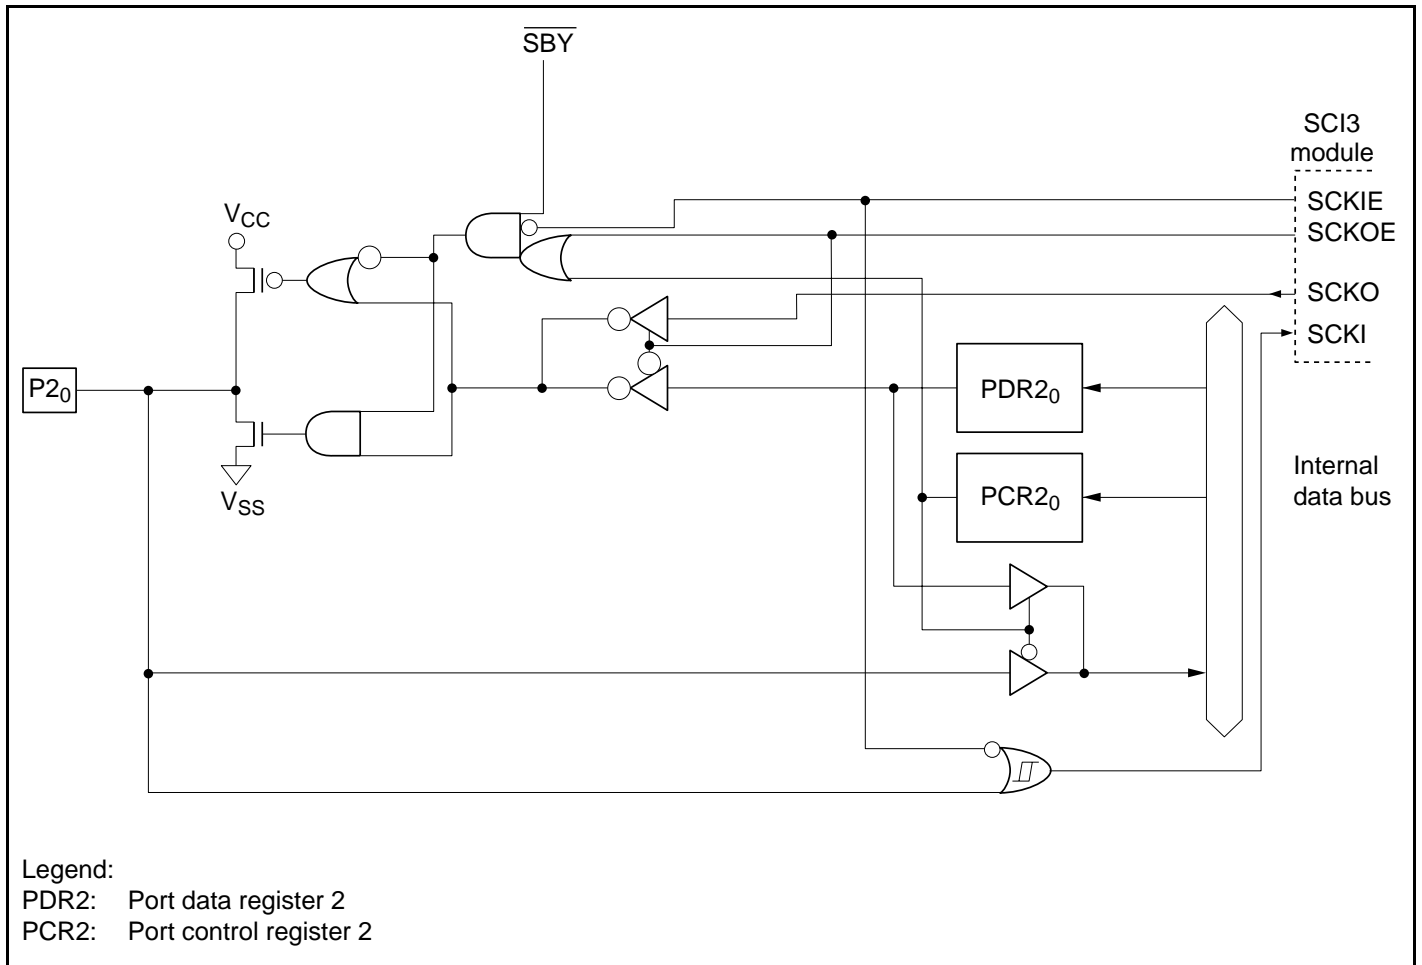 SBY
SCI3
module
SCKIE
SCKOE
SCKO
SCKI
VCC
P20
VSS
PDR20
PCR20
Internal
data bus
Legend:
PDR2: Port data register 2
PCR2: Port control register 2